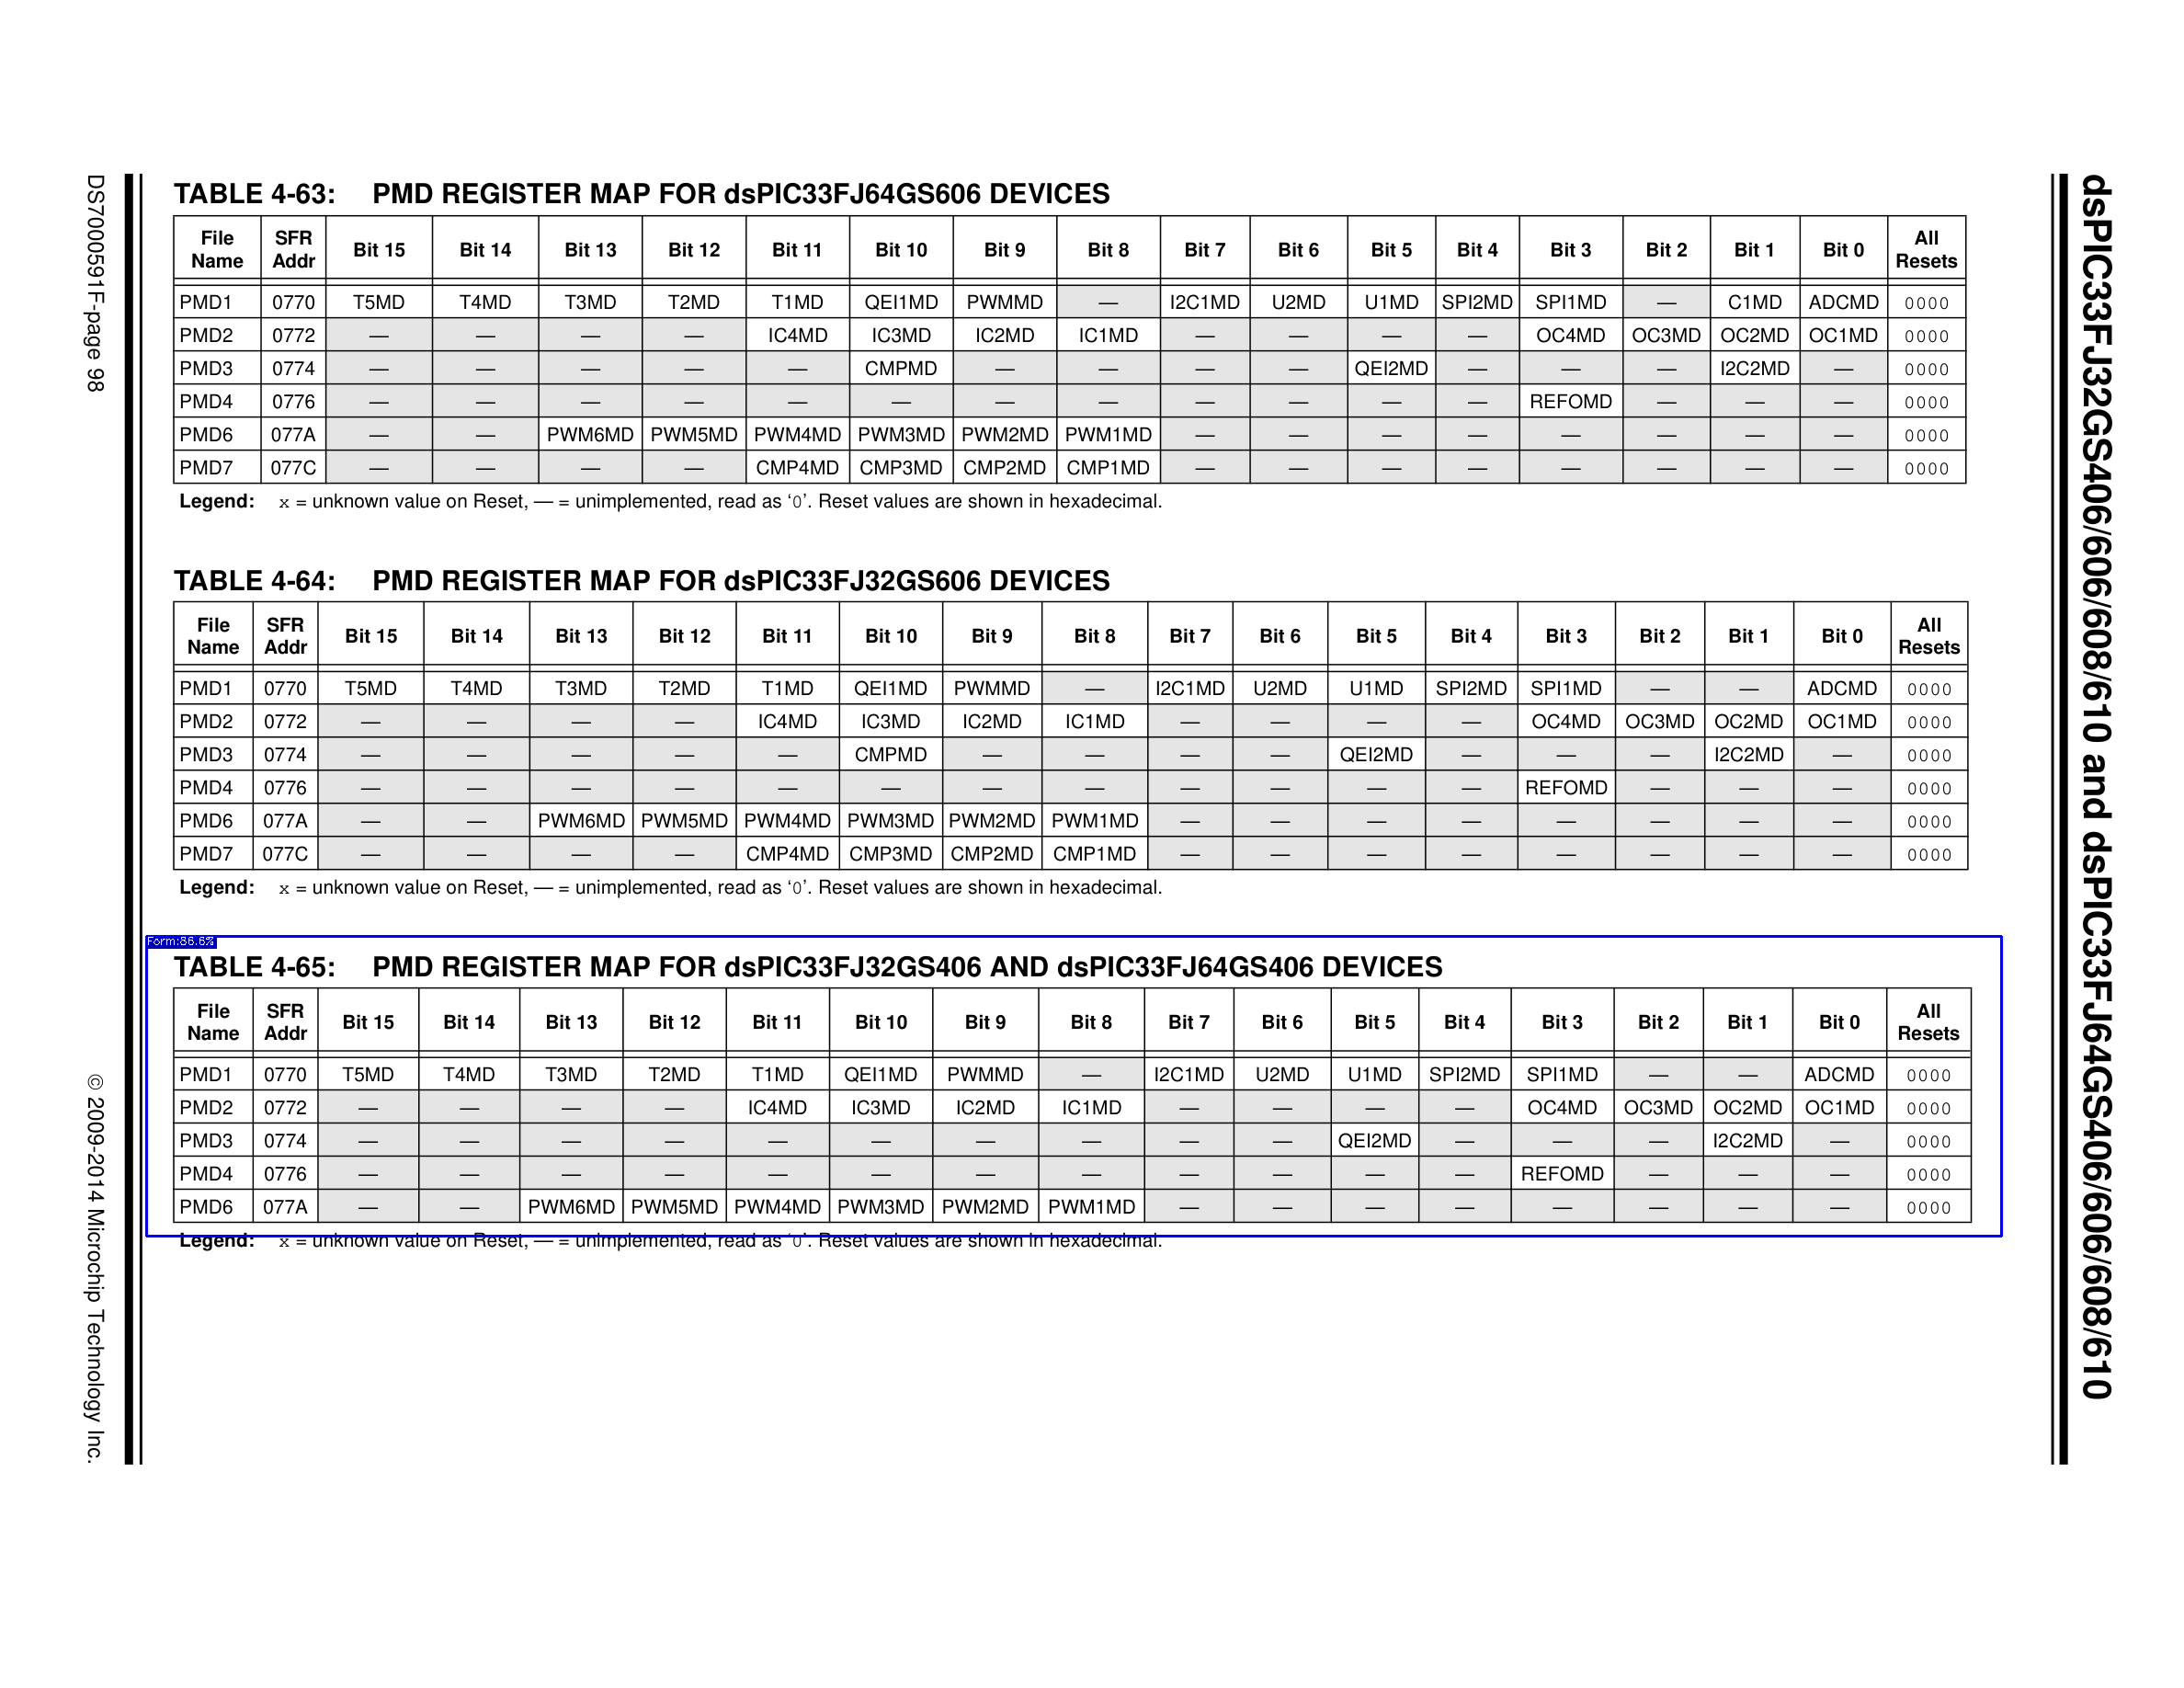 dsPIC33FJ32GS406/606/608/610 and dsPIC33FJ64GS406/606/608/610
TABLE 4-63: PMD REGISTER MAP FOR dsPIC33FJ64GS606 DEVICES
File Name SFR Addr Bit 15 Bit 14 Bit 13 Bit 12 Bit 11 Bit 10 Bit 9 Bit 8 Bit 7 Bit 6 Bit 5 Bit 4 Bit 3 Bit 2 Bit 1 Bit 0 All Resets
PMD1 0770 T5MD T4MD T3MD T2MD T1MD QEI1MD PWMMD — I2C1MD U2MD U1MD SPI2MD SPI1MD — C1MD ADCMD 0000
PMD2 0772 — — — — IC4MD IC3MD IC2MD IC1MD — — — — OC4MD OC3MD OC2MD OC1MD 0000
PMD3 0774 — — — — — CMPMD — — — — QEI2MD — — — I2C2MD — 0000
PMD4 0776 — — — — — — — — — — — — REFOMD — — — 0000
PMD6 077A — — PWM6MD PWM5MD PWM4MD PWM3MD PWM2MD PWM1MD — — — — — — — — 0000
PMD7 077C — — — — CMP4MD CMP3MD CMP2MD CMP1MD — — — — — — — — 0000
Legend: x = unknown value on Reset, — = unimplemented, read as ‘0’. Reset values are shown in hexadecimal.
TABLE 4-64: PMD REGISTER MAP FOR dsPIC33FJ32GS606 DEVICES
File Name SFR Addr Bit 15 Bit 14 Bit 13 Bit 12 Bit 11 Bit 10 Bit 9 Bit 8 Bit 7 Bit 6 Bit 5 Bit 4 Bit 3 Bit 2 Bit 1 Bit 0 All Resets
PMD1 0770 T5MD T4MD T3MD T2MD T1MD QEI1MD PWMMD — I2C1MD U2MD U1MD SPI2MD SPI1MD — — ADCMD 0000
PMD2 0772 — — — — IC4MD IC3MD IC2MD IC1MD — — — — OC4MD OC3MD OC2MD OC1MD 0000
PMD3 0774 — — — — — CMPMD — — — — QEI2MD — — — I2C2MD — 0000
PMD4 0776 — — — — — — — — — — — — REFOMD — — — 0000
PMD6 077A — — PWM6MD PWM5MD PWM4MD PWM3MD PWM2MD PWM1MD — — — — — — — — 0000
PMD7 077C — — — — CMP4MD CMP3MD CMP2MD CMP1MD — — — — — — — — 0000
Legend: x = unknown value on Reset, — = unimplemented, read as ‘0’. Reset values are shown in hexadecimal.
Form:86.6%
TABLE 4-65: PMD REGISTER MAP FOR dsPIC33FJ32GS406 AND dsPIC33FJ64GS406 DEVICES
File Name SFR Addr Bit 15 Bit 14 Bit 13 Bit 12 Bit 11 Bit 10 Bit 9 Bit 8 Bit 7 Bit 6 Bit 5 Bit 4 Bit 3 Bit 2 Bit 1 Bit 0 All Resets
PMD1 0770 T5MD T4MD T3MD T2MD T1MD QEI1MD PWMMD — I2C1MD U2MD U1MD SPI2MD SPI1MD — — ADCMD 0000
PMD2 0772 — — — — IC4MD IC3MD IC2MD IC1MD — — — — OC4MD OC3MD OC2MD OC1MD 0000
PMD3 0774 — — — — — — — — — — QEI2MD — — — I2C2MD — 0000
PMD4 0776 — — — — — — — — — — — — REFOMD — — — 0000
PMD6 077A — — PWM6MD PWM5MD PWM4MD PWM3MD PWM2MD PWM1MD — — — — — — — — 0000
Legend: x = unknown value on Reset, — = unimplemented, read as ‘0’. Reset values are shown in hexadecimal.
DS70000591F-page 98
© 2009-2014 Microchip Technology Inc.